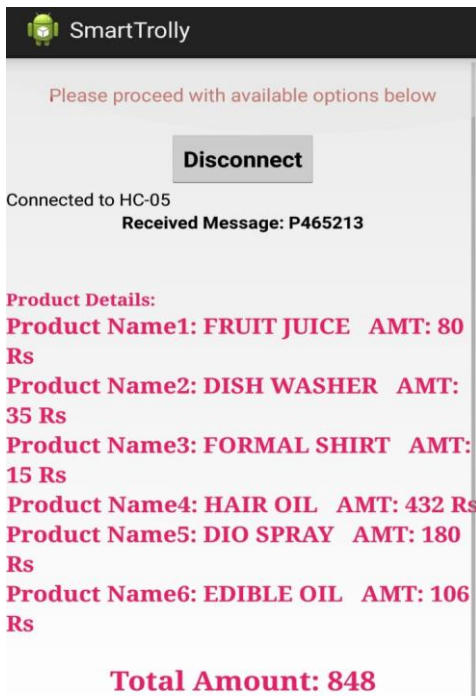 SmartTrolly
Please proceed with available options below
Disconnect
Connected to HC-05
Received Message: P465213
Product Details:
Product Name1: FRUIT JUICE AMT: 80
Rs
Product Name2: DISH WASHER AMT:
35 Rs
Product Name3: FORMAL SHIRT AMT:
15 Rs
Product Name4: HAIR OIL AMT: 432 Rs
Product Name5: DIO SPRAY AMT: 180
Rs
Product Name6: EDIBLE OIL AMT: 106
Rs
Total Amount: 848